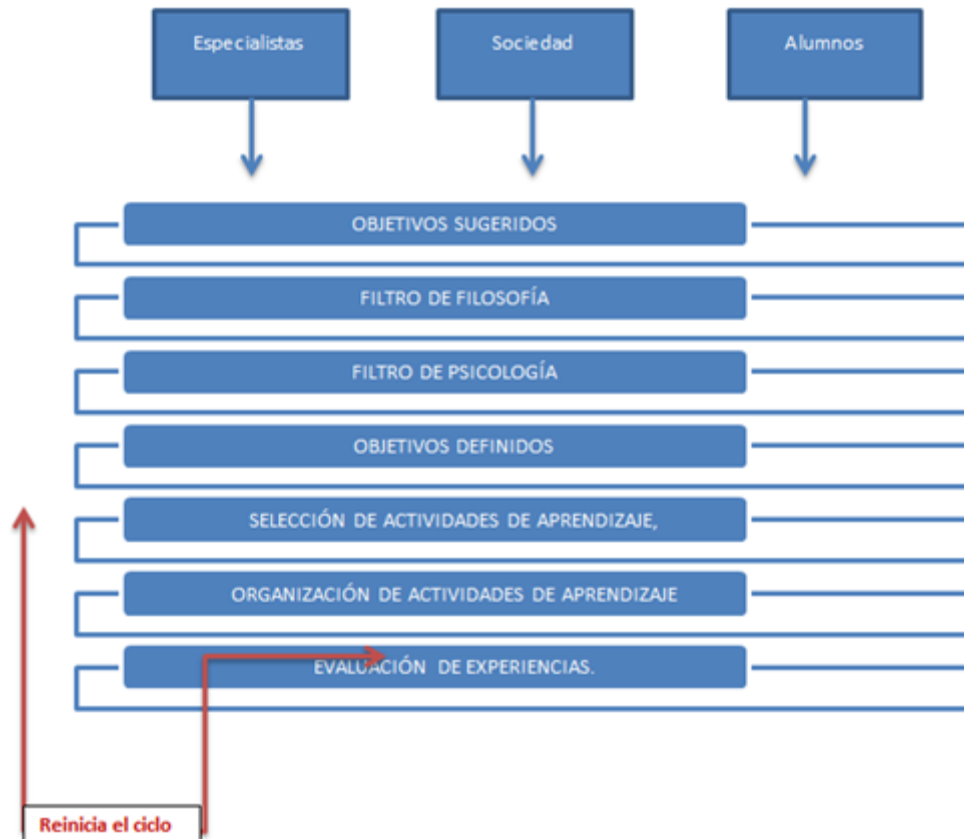 Especialistas
Sociedad
Alumnos
OBJETIVOS SUGERIDOS
FILTRO DE FILOSOFÍA
FILTRO DE PSICOLOGÍA
OBJETIVOS DEFINIDOS
SELECCIÓN DE ACTIVIDADES DE APRENDIZAJE,
ORGANIZACIÓN DE ACTIVIDADES DE APRENDIZAJE
EVALUACIÓN DE EXPERIENCIAS.
Reinicia el ciclo